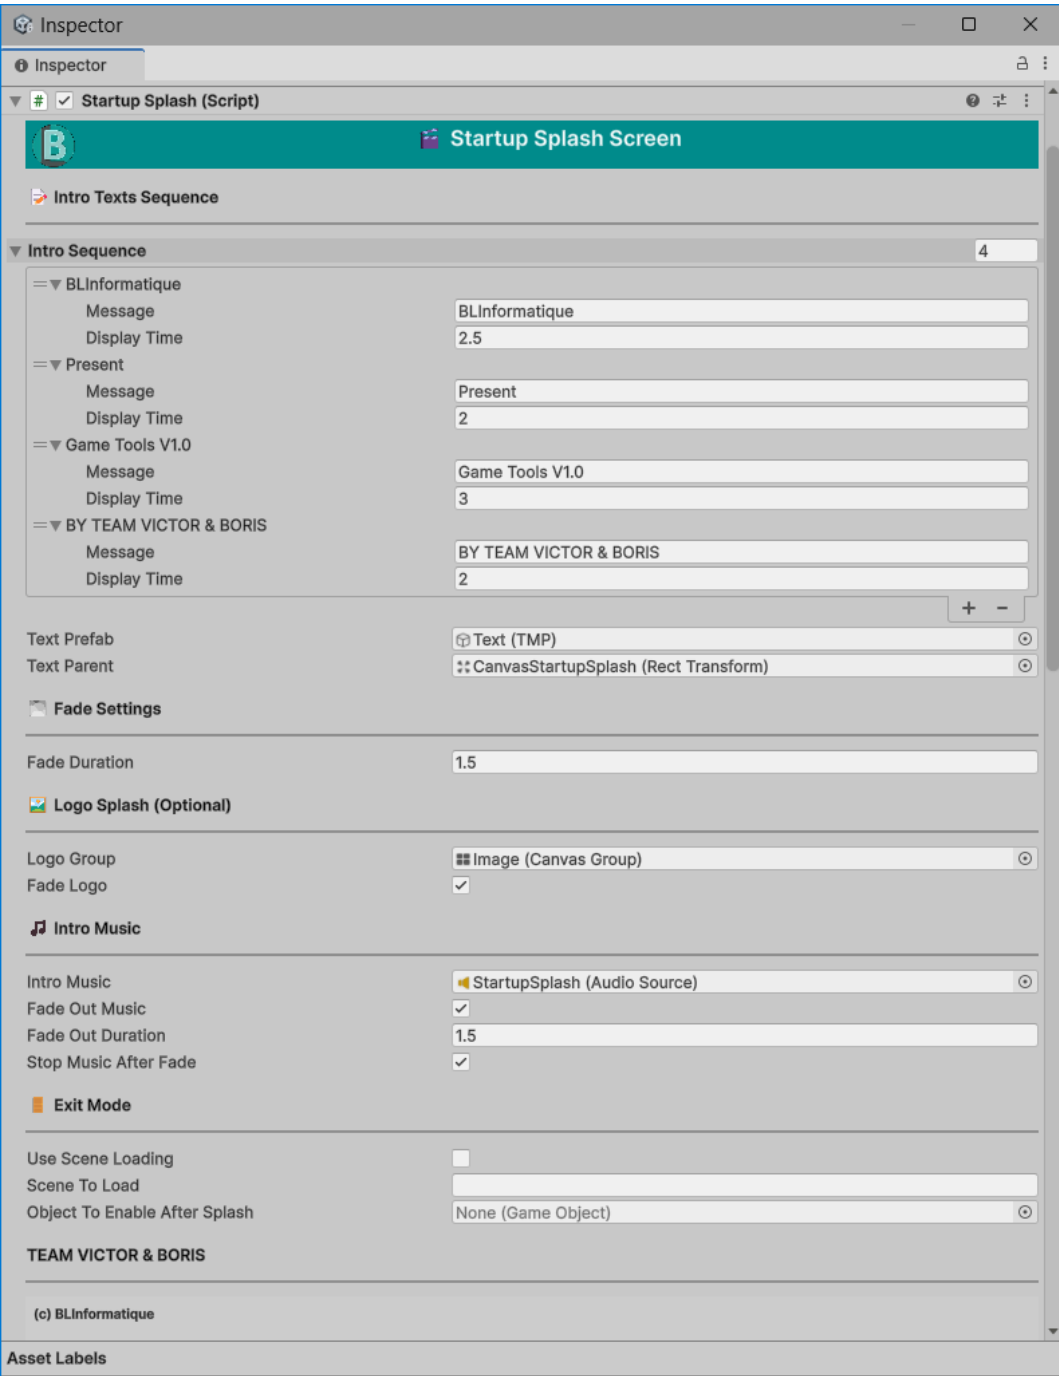 Inspector
Inspector
Startup Splash (Script)
B
Startup Splash Screen
Intro Texts Sequence
Intro Sequence 4
BLInformatique
Message BLInformatique
Display Time 2.5
Present
Message Present
Display Time 2
Game Tools V1.0
Message Game Tools V1.0
Display Time 3
BY TEAM VICTOR & BORIS
Message BY TEAM VICTOR & BORIS
Display Time 2
Text Prefab Text (TMP)
Text Parent CanvasStartupSplash (Rect Transform)
Fade Settings
Fade Duration 1.5
Logo Splash (Optional)
Logo Group Image (Canvas Group)
Fade Logo
Intro Music
Intro Music StartupSplash (Audio Source)
Fade Out Music
Fade Out Duration 1.5
Stop Music After Fade
Exit Mode
Use Scene Loading
Scene To Load
Object To Enable After Splash None (Game Object)
TEAM VICTOR & BORIS
(c) BLInformatique
Asset Labels